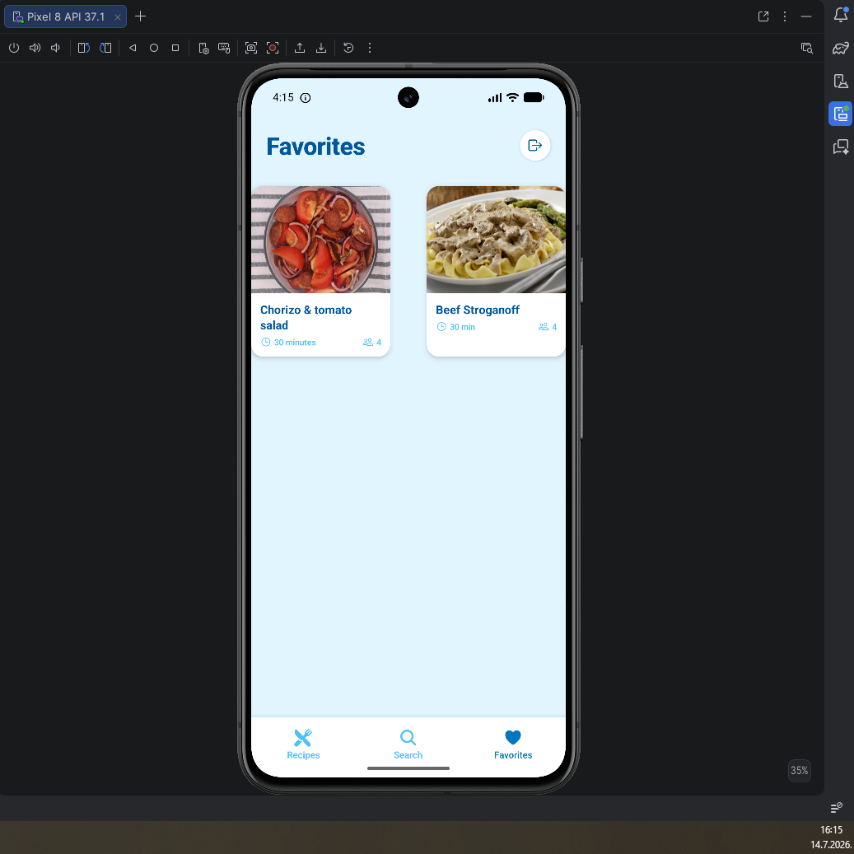 Pixel 8 API 37.1
4:15
Favorites
Chorizo & tomato
salad
30 minutes 4
Beef Stroganoff
30 min 4
Recipes
Search
Favorites
35%
16:15
14.7.2026.